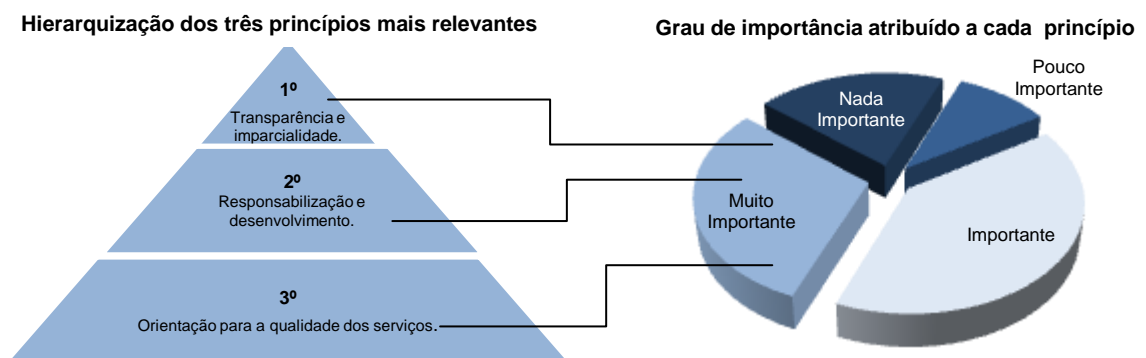 Hierarquização dos três princípios mais relevantes
1º
Transparência e
imparcialidade.
2º
Responsabilização e
desenvolvimento.
3º
Orientação para a qualidade dos serviços.
Grau de importância atribuído a cada princípio
Nada
Importante
Pouco
Importante
Muito
Importante
Importante